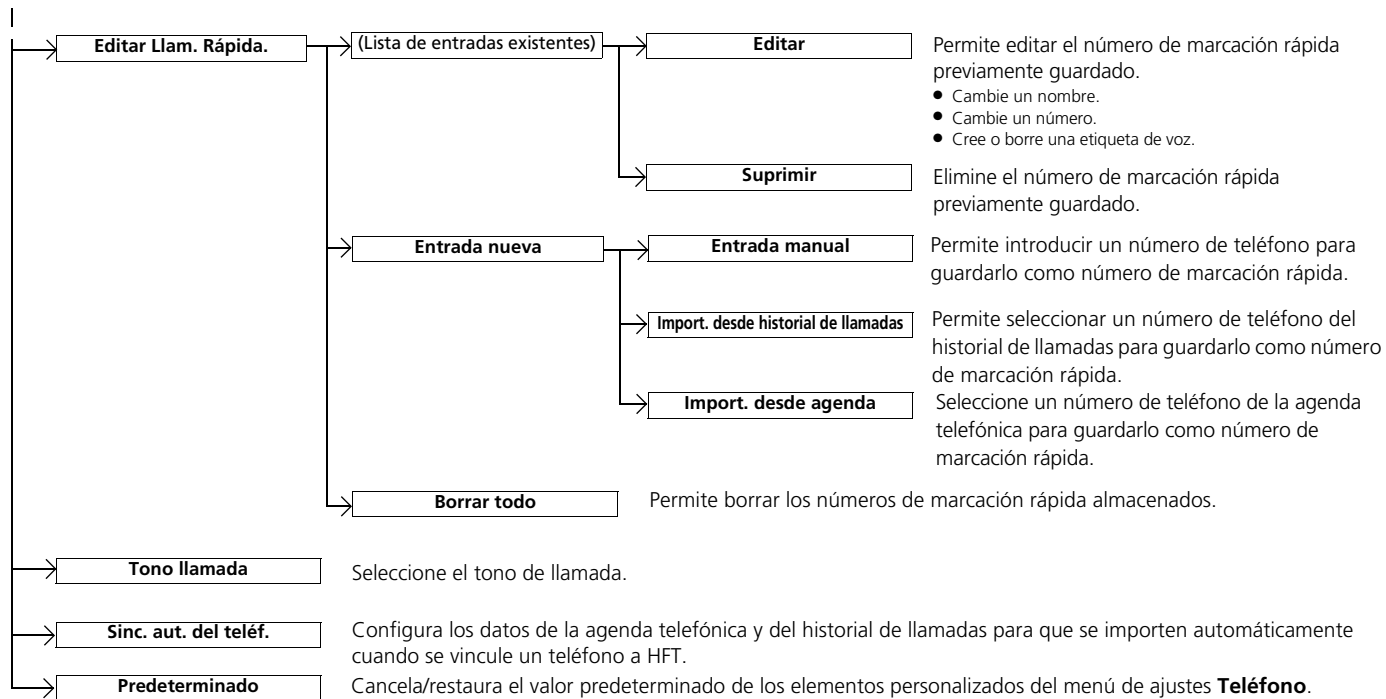 Editar Llam. Rápida.
(Lista de entradas existentes)
Editar
Permite editar el número de marcación rápida
previamente guardado.
● Cambie un nombre.
● Cambie un número.
● Cree o borre una etiqueta de voz.
Suprimir
Elimine el número de marcación rápida
previamente guardado.
Entrada nueva
Entrada manual
Permite introducir un número de teléfono para
guardarlo como número de marcación rápida.
Import. desde historial de llamadas
Permite seleccionar un número de teléfono del
historial de llamadas para guardarlo como número
de marcación rápida.
Import. desde agenda
Seleccione un número de teléfono de la agenda
telefónica para guardarlo como número de
marcación rápida.
Borrar todo
Permite borrar los números de marcación rápida almacenados.
Tono llamada
Seleccione el tono de llamada.
Sinc. aut. del teléf.
Configura los datos de la agenda telefónica y del historial de llamadas para que se importen automáticamente
cuando se vincule un teléfono a HFT.
Predeterminado
Cancela/restaura el valor predeterminado de los elementos personalizados del menú de ajustes Teléfono.